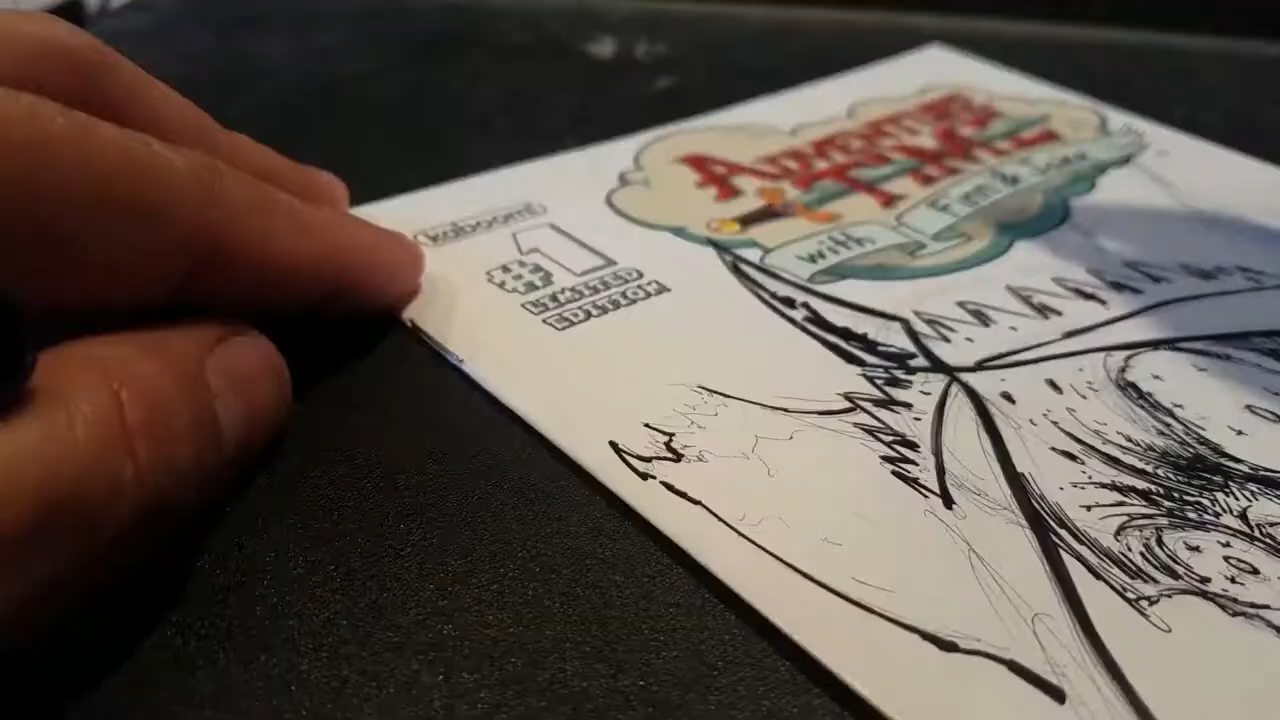 kaboom!
#1
LIMITED
EDITION
ADVENTURE
TIME
with Finn & Jake